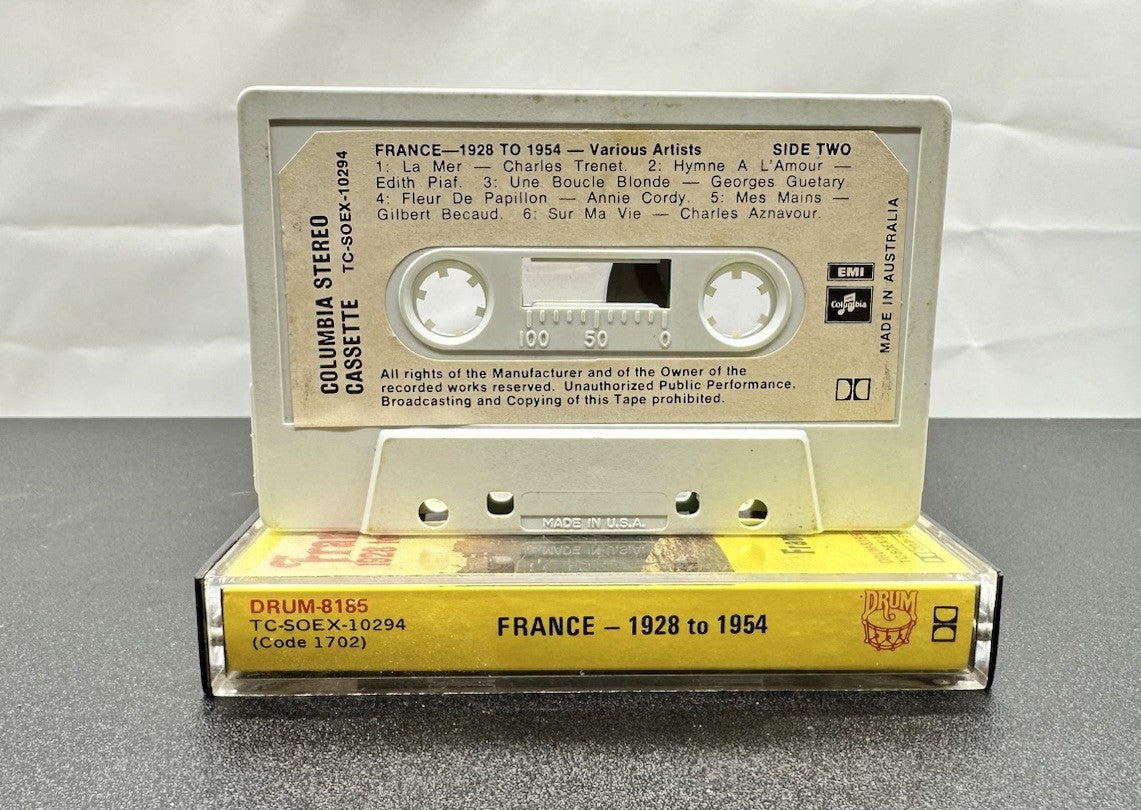 FRANCE—1928 TO 1954 — Various Artists SIDE TWO
1: La Mer — Charles Trenet. 2: Hymne A L'Amour —
Edith Piaf. 3: Une Boucle Blonde — Georges Guetary
4: Fleur De Papillon — Annie Cordy. 5: Mes Mains —
Gilbert Becaud. 6: Sur Ma Vie — Charles Aznavour.
COLUMBIA STEREO
CASSETTE TC-SOEX-10294
EMI
Columbia
MADE IN AUSTRALIA
100 50 0
All rights of the Manufacturer and of the Owner of the
recorded works reserved. Unauthorized Public Performance,
Broadcasting and Copying of this Tape prohibited.
MADE IN U.S.A.
1928
DRUM-8185
TC-SOEX-10294
(Code 1702)
FRANCE – 1928 to 1954
DRUM